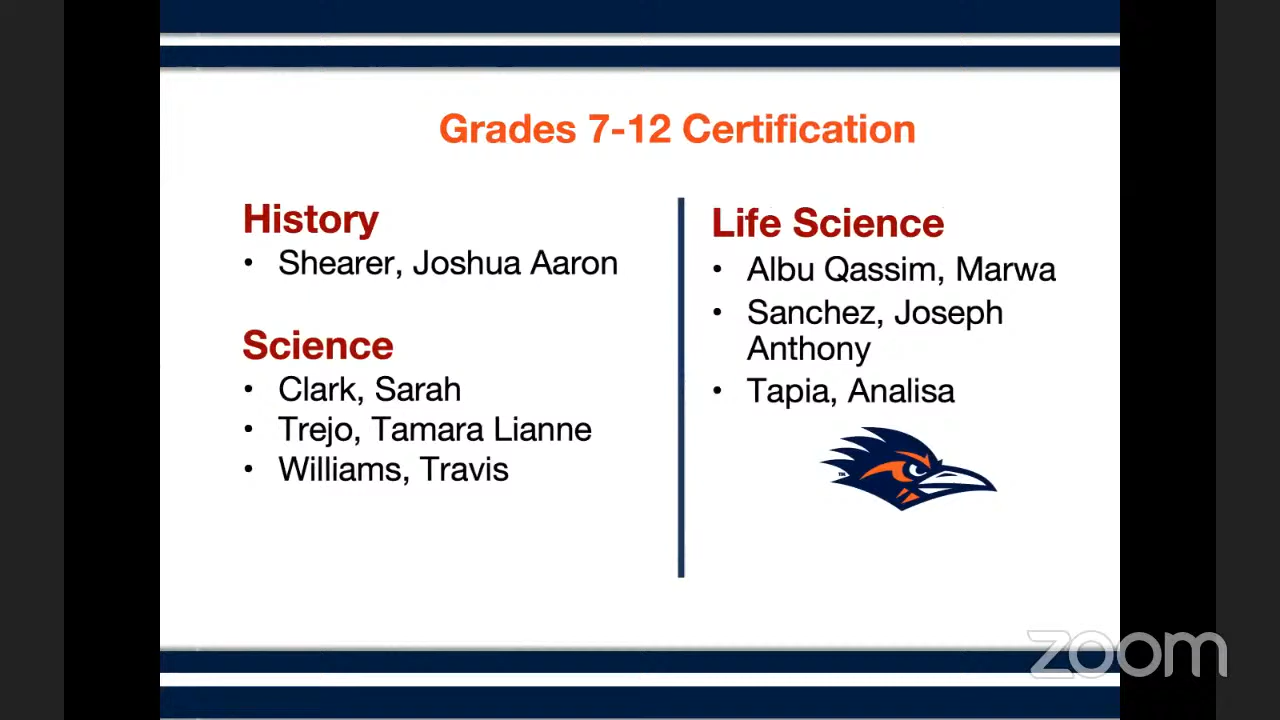 Grades 7-12 Certification
History
• Shearer, Joshua Aaron
Science
• Clark, Sarah
• Trejo, Tamara Lianne
• Williams, Travis
Life Science
• Albu Qassim, Marwa
• Sanchez, Joseph
Anthony
• Tapia, Analisa
TM
zoom